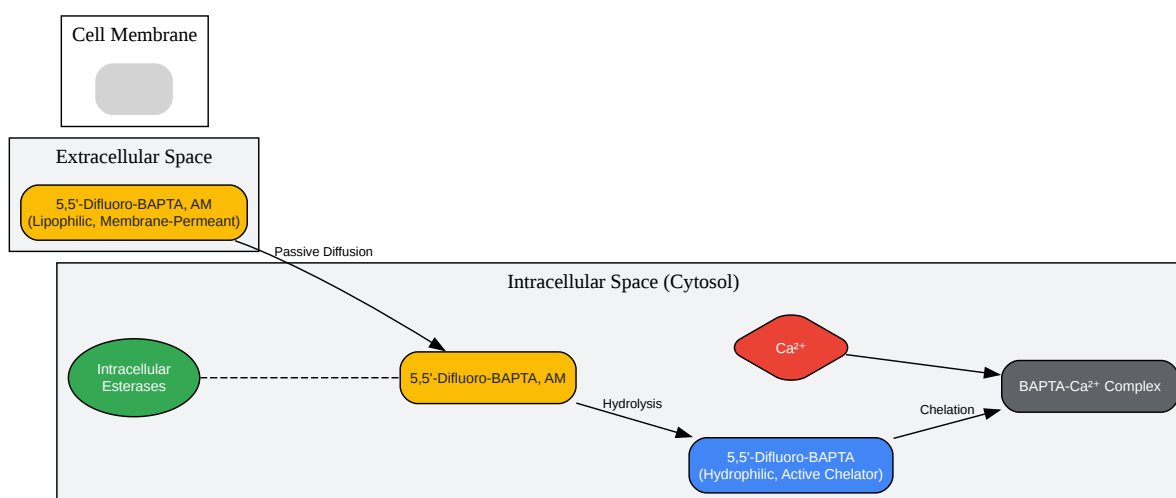 Cell Membrane
Extracellular Space
5,5'-Difluoro-BAPTA, AM
(Lipophilic, Membrane-Permeant)
Passive Diffusion
Intracellular Space (Cytosol)
Ca²⁺
Intracellular
Esterases
5,5'-Difluoro-BAPTA, AM
BAPTA-Ca²⁺ Complex
Hydrolysis
Chelation
5,5'-Difluoro-BAPTA
(Hydrophilic, Active Chelator)